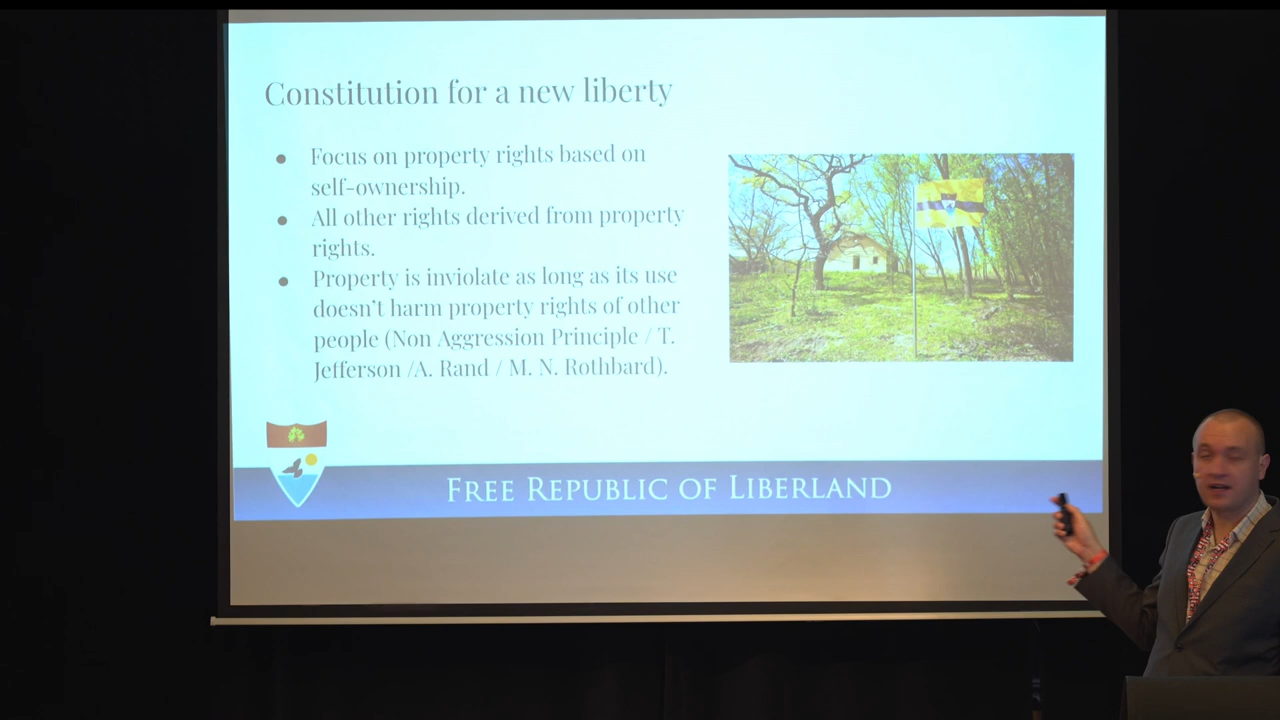 Constitution for a new liberty
● Focus on property rights based on
self-ownership.
● All other rights derived from property
rights.
● Property is inviolate as long as its use
doesn't harm property rights of other
people (Non Aggression Principle / T.
Jefferson /A. Rand / M. N. Rothbard).
FREE REPUBLIC OF LIBERLAND